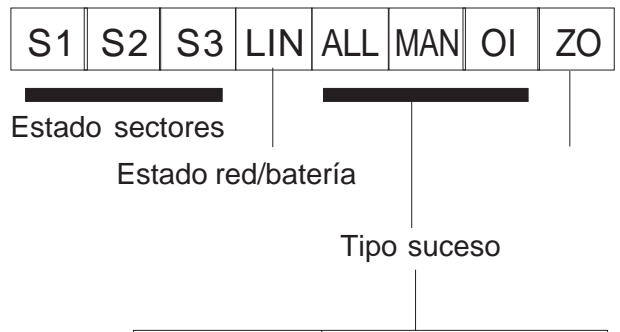 S1 S2 S3 LIN ALL MAN OI ZO
Estado sectores
Estado red/batería
Tipo suceso